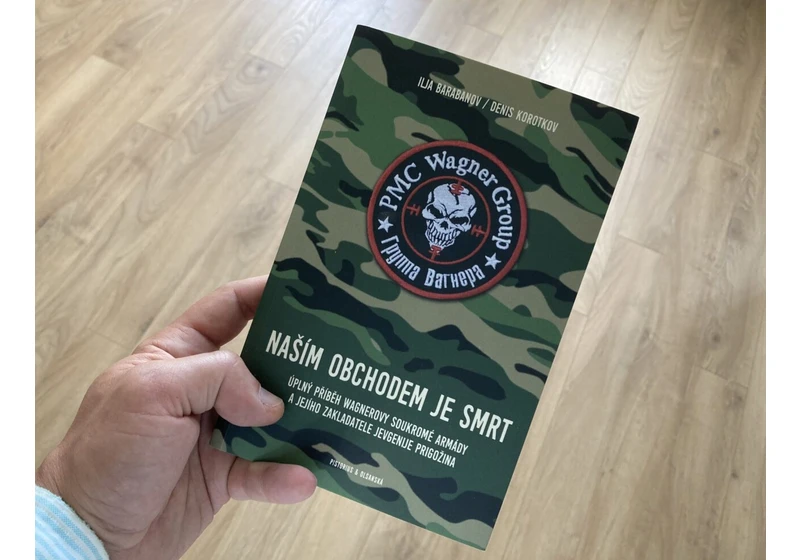 ILJA BARABANOV / DENIS KOROTKOV
PMC Wagner Group
Группа Вагнера
NAŠÍM OBCHODEM JE SMRT
ÚPLNÝ PŘÍBĚH WAGNEROVY SOUKROMÉ ARMÁDY
A JEJÍHO ZAKLADATELE JEVGENIJE PRIGOŽINA
PISTORIUS & OLŠANSKÁ